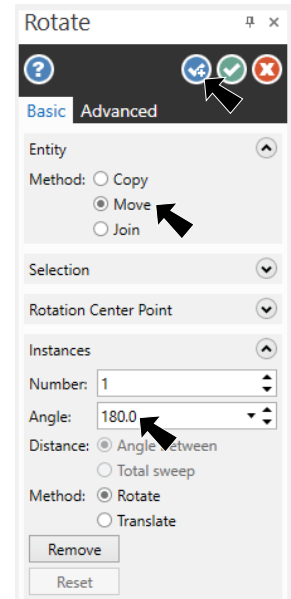 Rotate
?
Basic Advanced
Entity
Method: Copy
Move
Join
Selection
Rotation Center Point
Instances
Number: 1
Angle: 180.0
Distance: Angle between
Total sweep
Method: Rotate
Translate
Remove
Reset